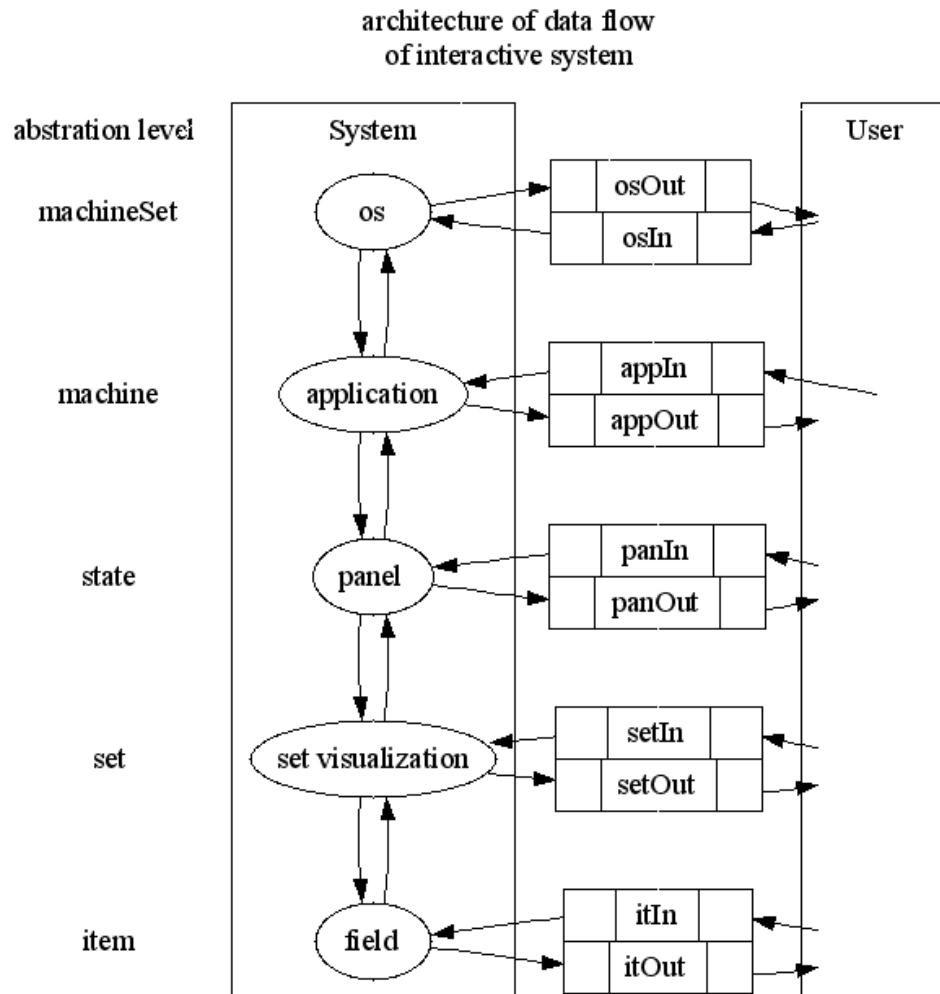 architecture of data flow
of interactive system
abstration level
System
User
machineSet
os
osOut
osIn
machine
application
appIn
appOut
state
panel
panIn
panOut
set
set visualization
setIn
setOut
item
field
itIn
itOut